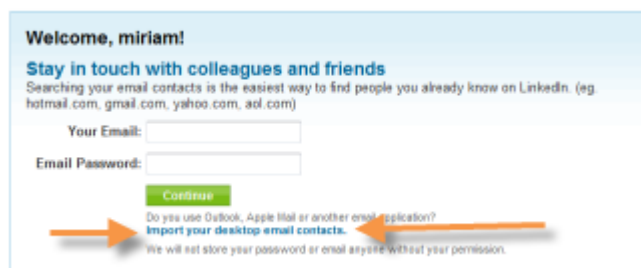 Welcome, miriam!
Stay in touch with colleagues and friends
Searching your email contacts is the easiest way to find people you already know on LinkedIn. (eg.
hotmail.com, gmail.com, yahoo.com, aol.com)
Your Email:
Email Password:
Continue
Do you use Outlook, Apple Mail or another email application?
Import your desktop email contacts.
We will not store your password or email anyone without your permission.